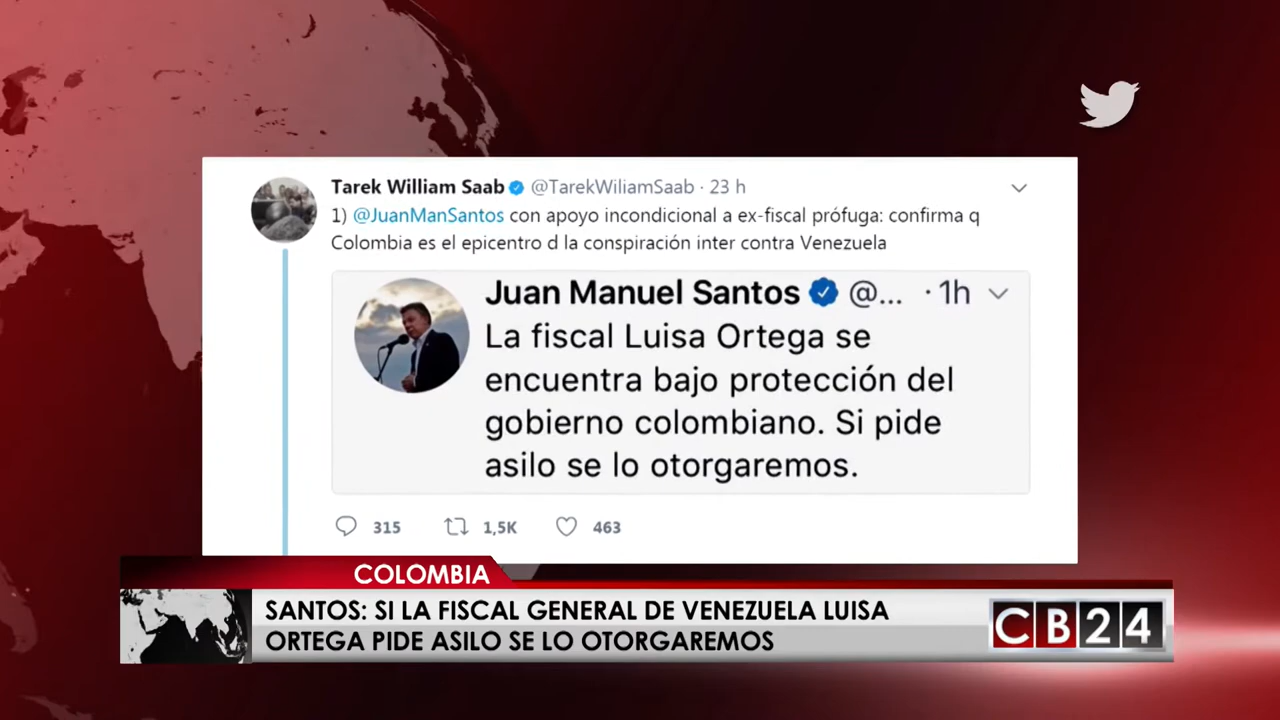 Tarek William Saab @TarekWiliamSaab · 23 h
1) @JuanManSantos con apoyo incondicional a ex-fiscal prófuga: confirma q
Colombia es el epicentro d la conspiración inter contra Venezuela
Juan Manuel Santos @... · 1h
La fiscal Luisa Ortega se
encuentra bajo protección del
gobierno colombiano. Si pide
asilo se lo otorgaremos.
315 1,5K 463
COLOMBIA
SANTOS: SI LA FISCAL GENERAL DE VENEZUELA LUISA
ORTEGA PIDE ASILO SE LO OTORGAREMOS
CB24